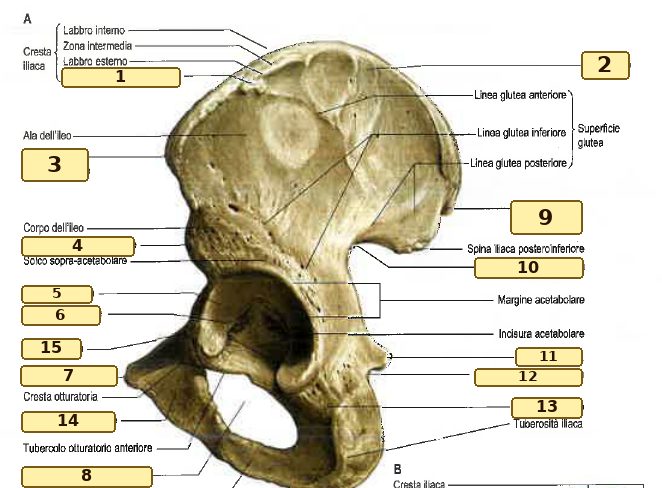 A
Labbro interno
Zona intermedia
Cresta
iliaca
Labbro esterno
1
2
Linea glutea anteriore
Ala dell'ileo
Linea glutea inferiore
Superficie
glutea
3
Linea glutea posteriore
9
Corpo dell'ileo
4
Spina iliaca posteroinferiore
Solco sopra-acetabolare
10
5
Margine acetabolare
6
Incisura acetabolare
15
11
7
12
Cresta otturatoria
13
14
Tuberosità iliaca
Tubercolo otturatorio anteriore
8
B
Cresta iliaca